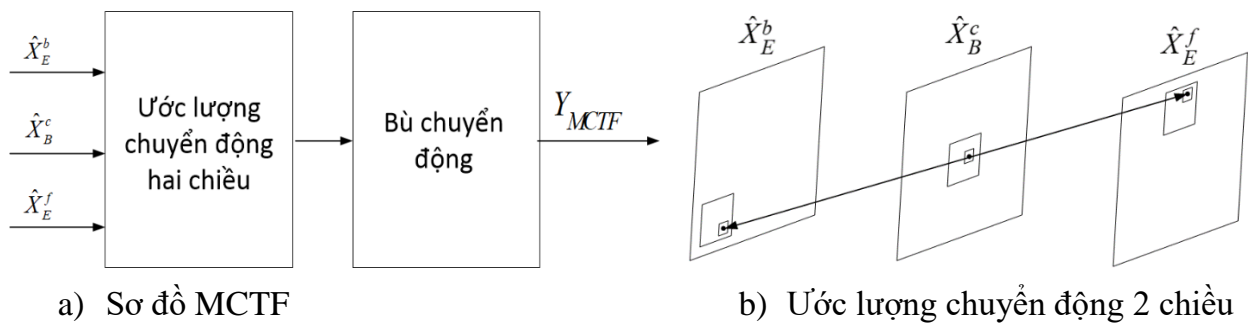 X̂_E^b
X̂_B^c
X̂_E^f
Ước lượng
chuyển động
hai chiều
Bù chuyển
động
Y_MCTF
X̂_E^b
X̂_B^c
X̂_E^f
a) Sơ đồ MCTF
b) Ước lượng chuyển động 2 chiều